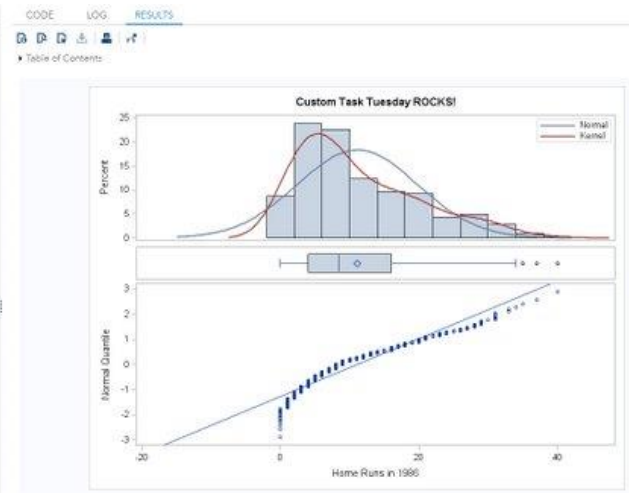 CODE LOG RESULTS
Table of Contents
Custom Task Tuesday ROCKS!
25
20
15
10
5
0
Percent
Normal
Kernel
3
2
1
0
-1
-2
-3
Normal Quantile
-20 0 20 40
Home Runs in 1986